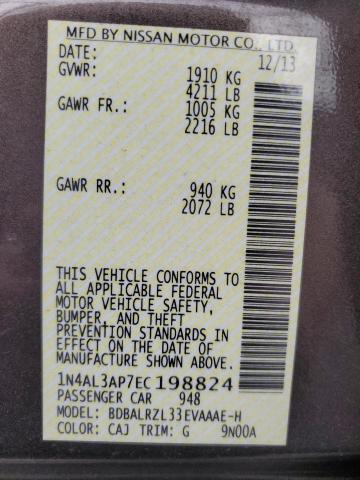 MFD BY NISSAN MOTOR CO., LTD.
DATE: 12/13
GVWR: 1910 KG
4211 LB
GAWR FR.: 1005 KG
2216 LB
GAWR RR.: 940 KG
2072 LB
THIS VEHICLE CONFORMS TO
ALL APPLICABLE FEDERAL
MOTOR VEHICLE SAFETY,
BUMPER, AND THEFT
PREVENTION STANDARDS IN
EFFECT ON THE DATE OF
MANUFACTURE SHOWN ABOVE.
1N4AL3AP7EC198824
PASSENGER CAR 948
MODEL: BDBALRZL33EVAAAE-H
COLOR: CAJ TRIM: G 9N00A